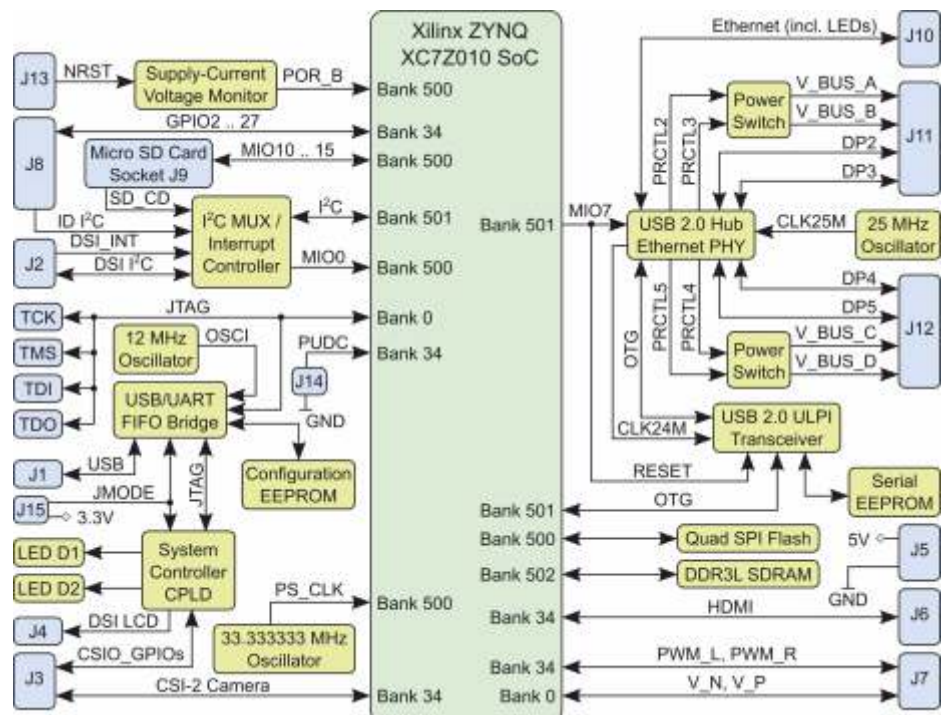 Xilinx ZYNQ
XC7Z010 SoC
J13
NRST
Supply-Current
Voltage Monitor
POR_B
Bank 500
GPIO2 .. 27
Bank 34
J8
Micro SD Card
Socket J9
MIO10 .. 15
Bank 500
SD_CD
ID I²C
I²C MUX /
Interrupt
Controller
I²C
Bank 501
J2
DSI_INT
DSI I²C
MIO0
Bank 500
TCK
TMS
TDI
TDO
JTAG
Bank 0
12 MHz
Oscillator
OSCI
PUDC
Bank 34
J14
GND
USB/UART
FIFO Bridge
J1
USB
J15
JMODE
3.3V
JTAG
Configuration
EEPROM
LED D1
LED D2
System
Controller
CPLD
PS_CLK
Bank 500
33.333333 MHz
Oscillator
J4
DSI LCD
J3
CSIO_GPIOs
CSI-2 Camera
Bank 34
Ethernet (incl. LEDs)
J10
PRCTL2
PRCTL3
Power
Switch
V_BUS_A
V_BUS_B
J11
DP2
DP3
Bank 501
MIO7
USB 2.0 Hub
Ethernet PHY
CLK25M
25 MHz
Oscillator
OTG
PRCTL5
PRCTL4
DP4
DP5
J12
Power
Switch
V_BUS_C
V_BUS_D
CLK24M
USB 2.0 ULPI
Transceiver
RESET
Serial
EEPROM
Bank 501
OTG
Bank 500
Quad SPI Flash
5V
J5
Bank 502
DDR3L SDRAM
GND
Bank 34
HDMI
J6
Bank 34
PWM_L, PWM_R
J7
Bank 0
V_N, V_P